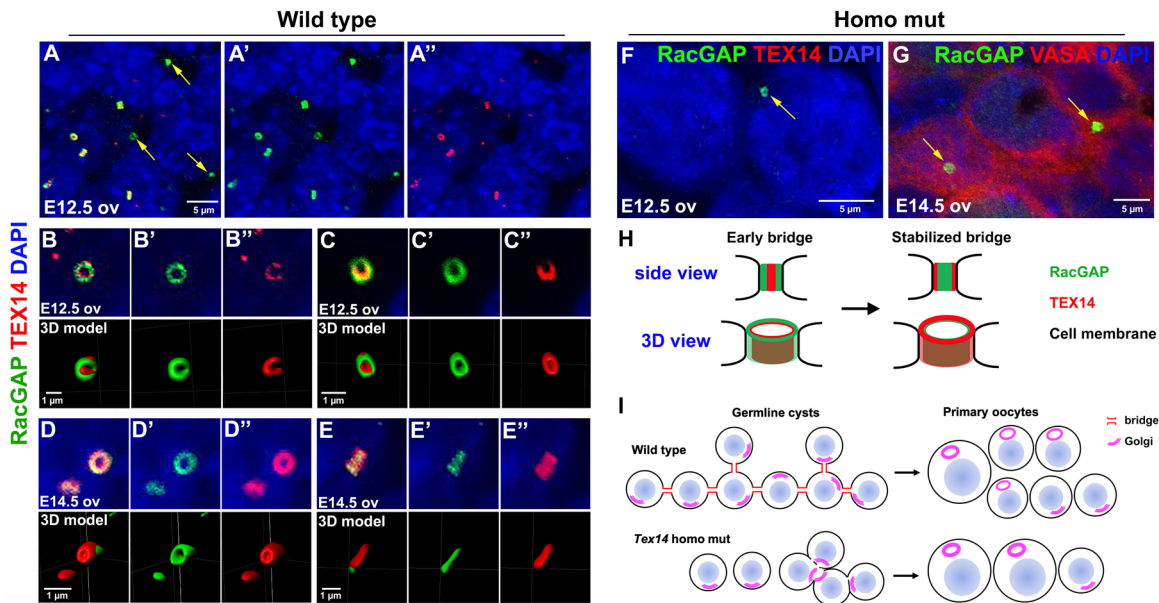 Wild type
Homo mut
RacGAP TEX14 DAPI
A
A'
A''
E12.5 ov
5 µm
B
B'
B''
C
C'
C''
E12.5 ov
E12.5 ov
3D model
3D model
1 µm
1 µm
D
D'
D''
E
E'
E''
E14.5 ov
E14.5 ov
3D model
3D model
1 µm
1 µm
F
RacGAP TEX14 DAPI
E12.5 ov
5 µm
G
RacGAP VASA DAPI
E14.5 ov
5 µm
H
Early bridge
Stabilized bridge
side view
3D view
RacGAP
TEX14
Cell membrane
I
Germline cysts
Primary oocytes
bridge
Golgi
Wild type
Tex14 homo mut